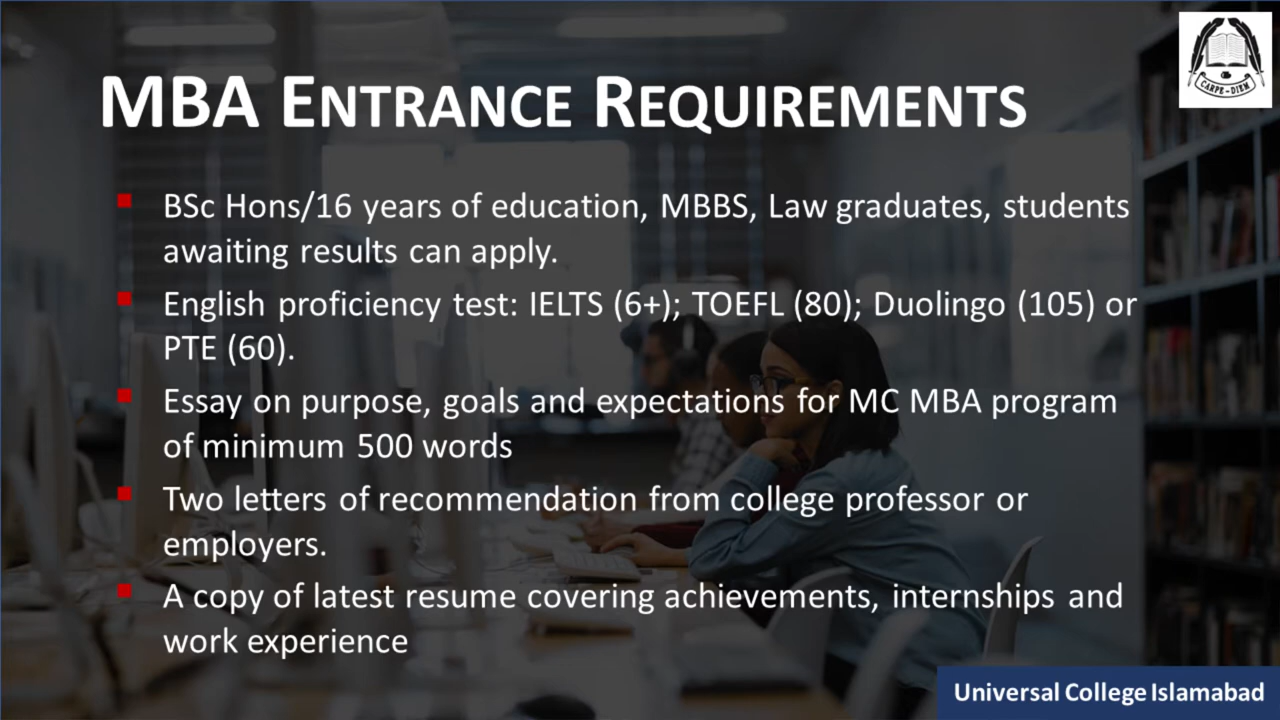 CARPE-DIEM
MBA ENTRANCE REQUIREMENTS
BSc Hons/16 years of education, MBBS, Law graduates, students
awaiting results can apply.
English proficiency test: IELTS (6+); TOEFL (80); Duolingo (105) or
PTE (60).
Essay on purpose, goals and expectations for MC MBA program
of minimum 500 words
Two letters of recommendation from college professor or
employers.
A copy of latest resume covering achievements, internships and
work experience
Universal College Islamabad